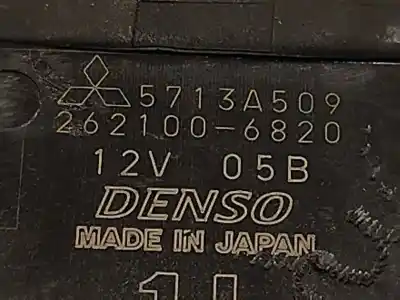 5713A509
262100-6820
12V 05B
DENSO
MADE IN JAPAN